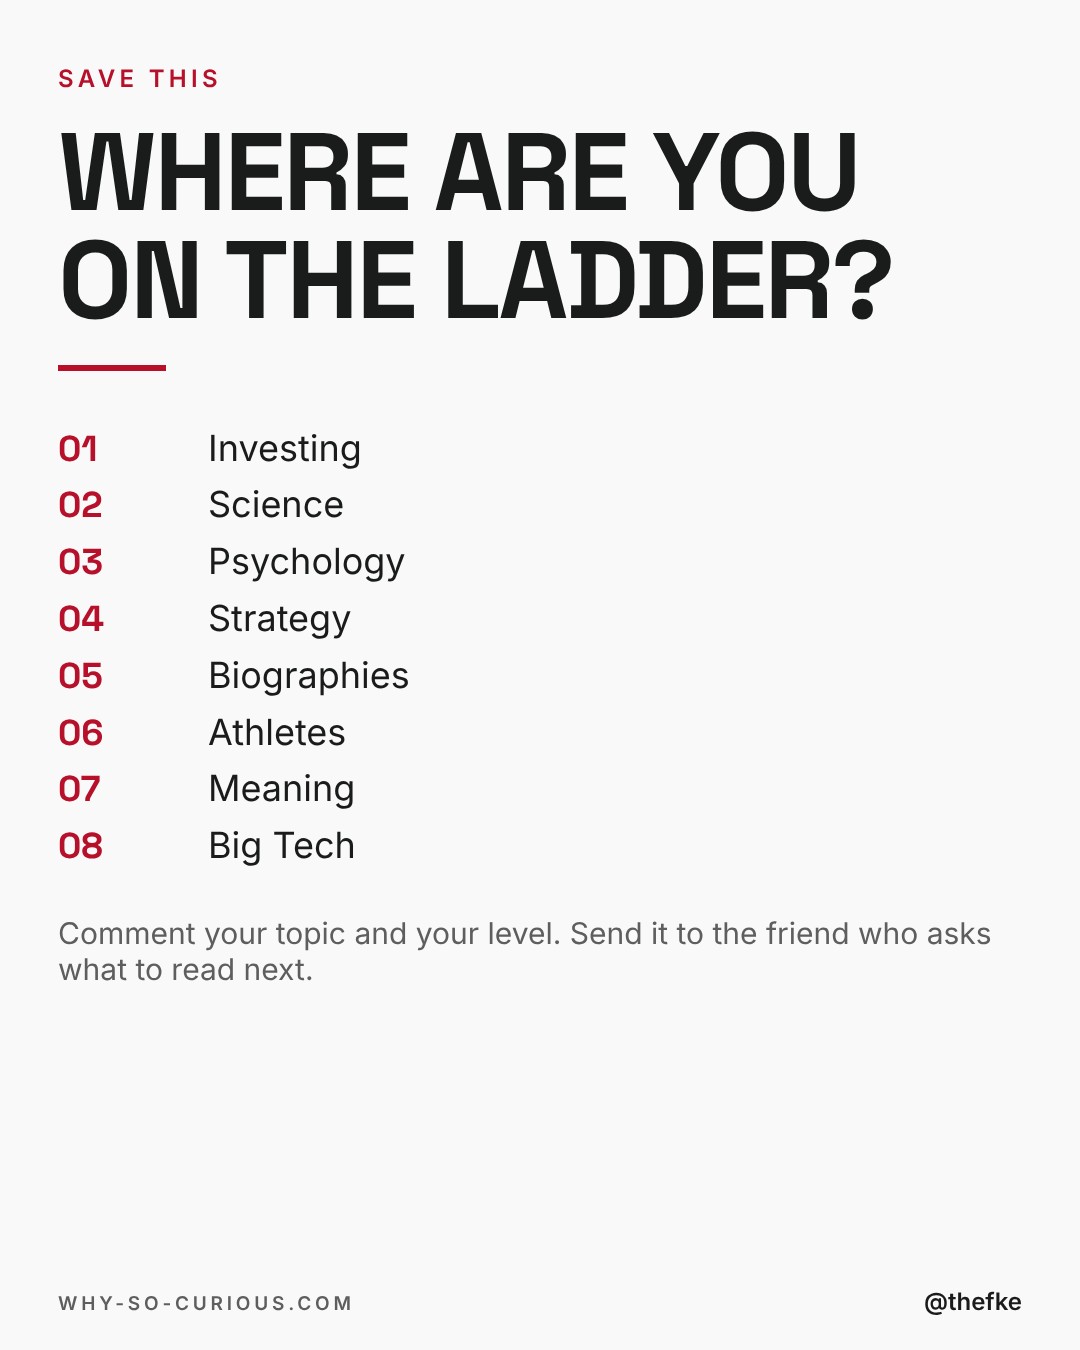 SAVE THIS
WHERE ARE YOU
ON THE LADDER?
01 Investing
02 Science
03 Psychology
04 Strategy
05 Biographies
06 Athletes
07 Meaning
08 Big Tech
Comment your topic and your level. Send it to the friend who asks
what to read next.
WHY-SO-CURIOUS.COM @thefke